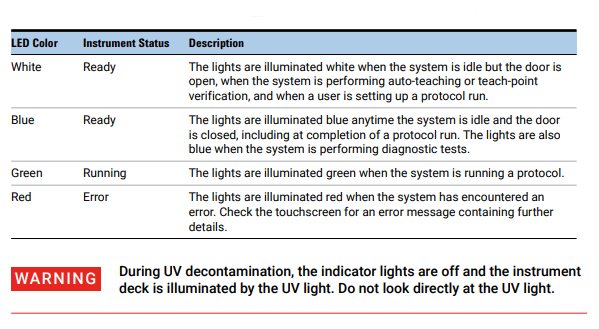 LED Color Instrument Status Description
White Ready The lights are illuminated white when the system is idle but the door is
open, when the system is performing auto-teaching or teach-point
verification, and when a user is setting up a protocol run.
Blue Ready The lights are illuminated blue anytime the system is idle and the door
is closed, including at completion of a protocol run. The lights are also
blue when the system is performing diagnostic tests.
Green Running The lights are illuminated green when the system is running a protocol.
Red Error The lights are illuminated red when the system has encountered an
error. Check the touchscreen for an error message containing further
details.
WARNING During UV decontamination, the indicator lights are off and the instrument
deck is illuminated by the UV light. Do not look directly at the UV light.